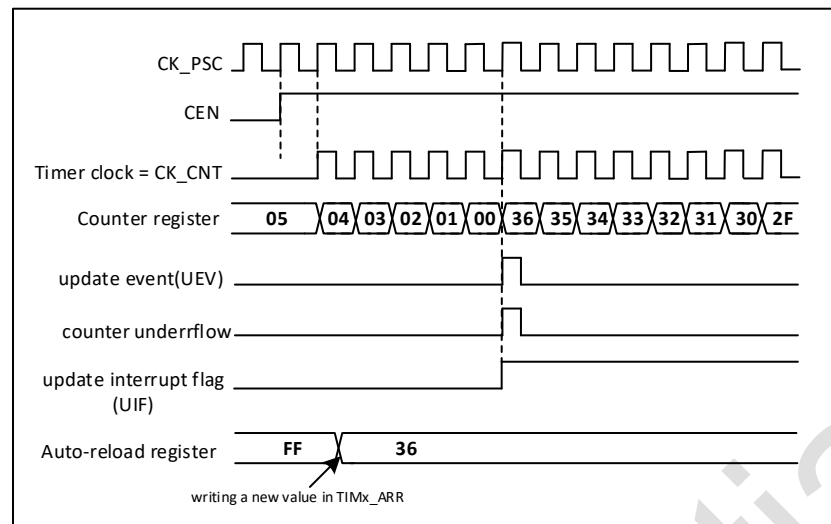 CK_PSC
CEN
Timer clock = CK_CNT
Counter register 05 04 03 02 01 00 36 35 34 33 32 31 30 2F
update event(UEV)
counter underrflow
update interrupt flag
(UIF)
Auto-reload register FF 36
writing a new value in TIMx_ARR